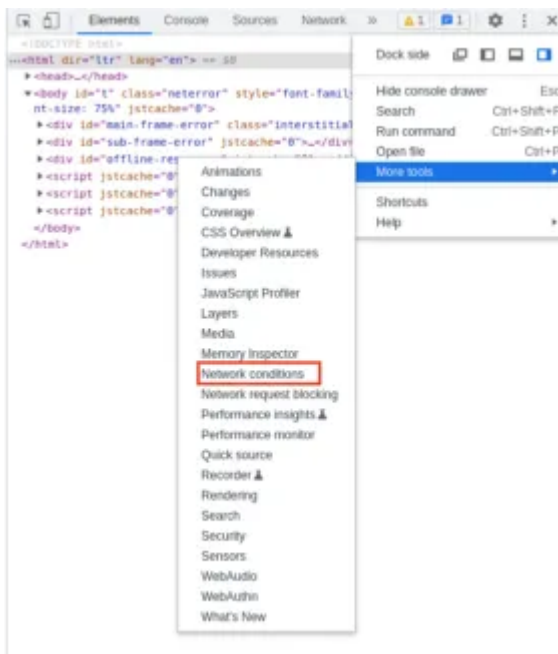 Elements Console Sources Network » 1 1
<!DOCTYPE html>
<html dir="ltr" lang="en"> == $0
<head>…</head>
<body id="t" class="neterror" style="font-famil
nt-size: 75%" jstcache="0">
<div id="main-frame-error" class="interstitial
<div id="sub-frame-error" jstcache="0">…</div
<div id="offline-res
<script jstcache="0"
<script jstcache="0"
<script jstcache="0"
</body>
</html>
Dock side
Hide console drawer Esc
Search Ctrl+Shift+F
Run command Ctrl+Shift+P
Open file Ctrl+P
More tools
Shortcuts
Help
Animations
Changes
Coverage
CSS Overview
Developer Resources
Issues
JavaScript Profiler
Layers
Media
Memory Inspector
Network conditions
Network request blocking
Performance insights
Performance monitor
Quick source
Recorder
Rendering
Search
Security
Sensors
WebAudio
WebAuthn
What's New